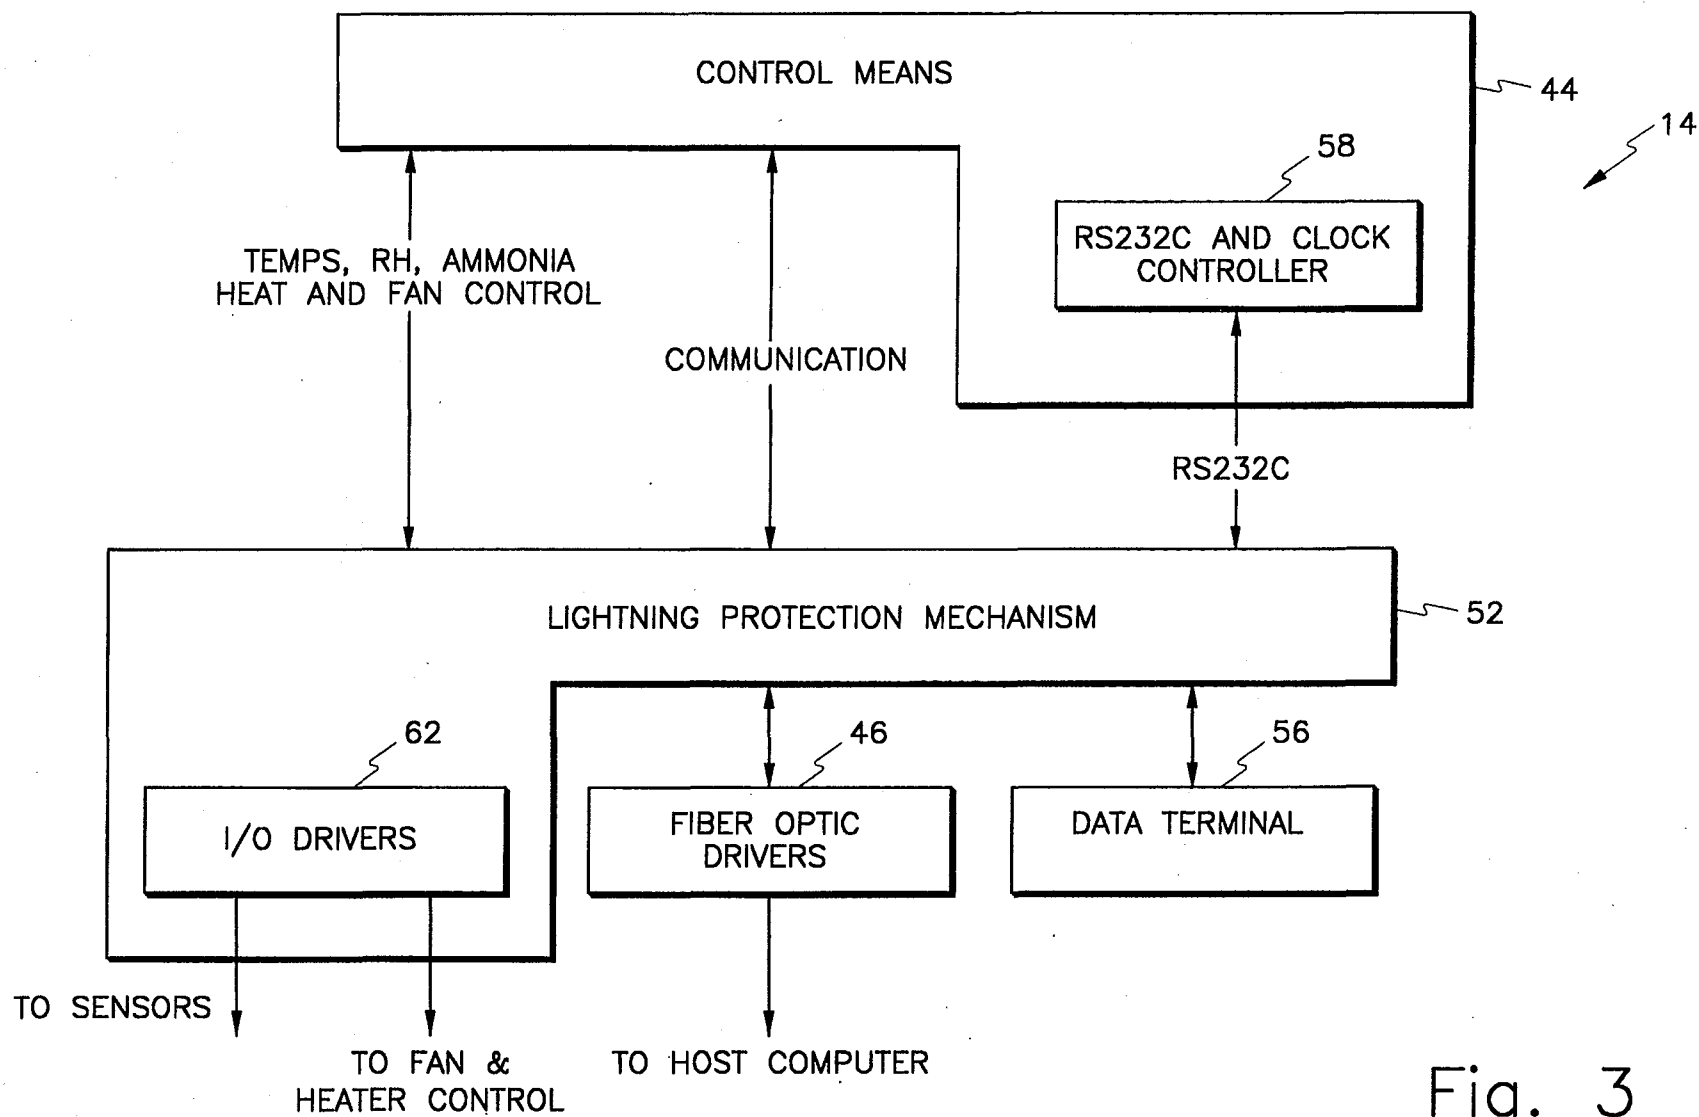 CONTROL MEANS
44
14
58
RS232C AND CLOCK
CONTROLLER
TEMPS, RH, AMMONIA
HEAT AND FAN CONTROL
COMMUNICATION
RS232C
LIGHTNING PROTECTION MECHANISM
52
62
46
56
I/O DRIVERS
FIBER OPTIC
DRIVERS
DATA TERMINAL
TO SENSORS
TO FAN &
HEATER CONTROL
TO HOST COMPUTER
Fig. 3